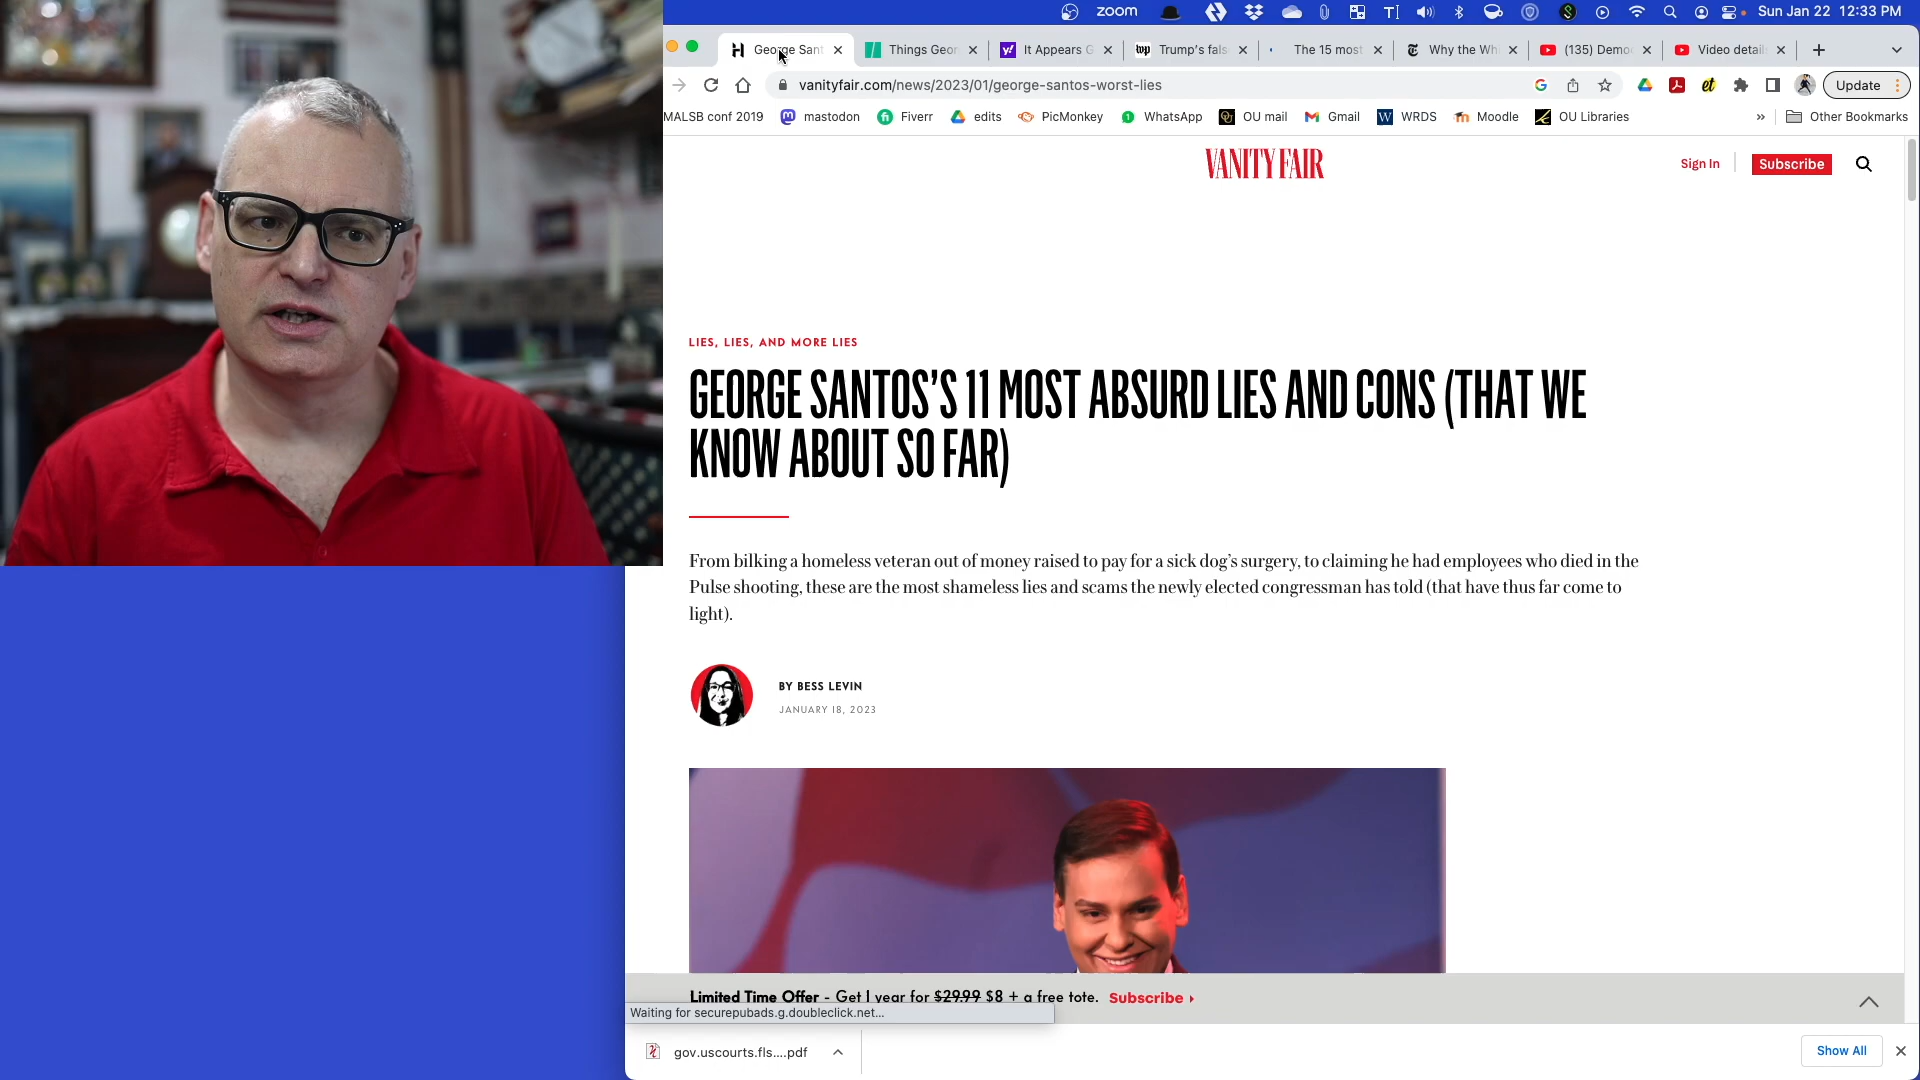 zoom
Sun Jan 22 12:33 PM
George Sant
Things Geor
It Appears G
Trump's fals
The 15 most
Why the Wh
(135) Demo
Video detail
vanityfair.com/news/2023/01/george-santos-worst-lies
Update
MALSB conf 2019
mastodon
Fiverr
edits
PicMonkey
WhatsApp
OU mail
Gmail
WRDS
Moodle
OU Libraries
»
Other Bookmarks
VANITY FAIR
Sign In
Subscribe
LIES, LIES, AND MORE LIES
GEORGE SANTOS'S 11 MOST ABSURD LIES AND CONS (THAT WE
KNOW ABOUT SO FAR)
From bilking a homeless veteran out of money raised to pay for a sick dog's surgery, to claiming he had employees who died in the
Pulse shooting, these are the most shameless lies and scams the newly elected congressman has told (that have thus far come to
light).
BY BESS LEVIN
JANUARY 18, 2023
Limited Time Offer - Get 1 year for $29.99 $8 + a free tote. Subscribe
Waiting for securepubads.g.doubleclick.net...
gov.uscourts.fls....pdf
Show All